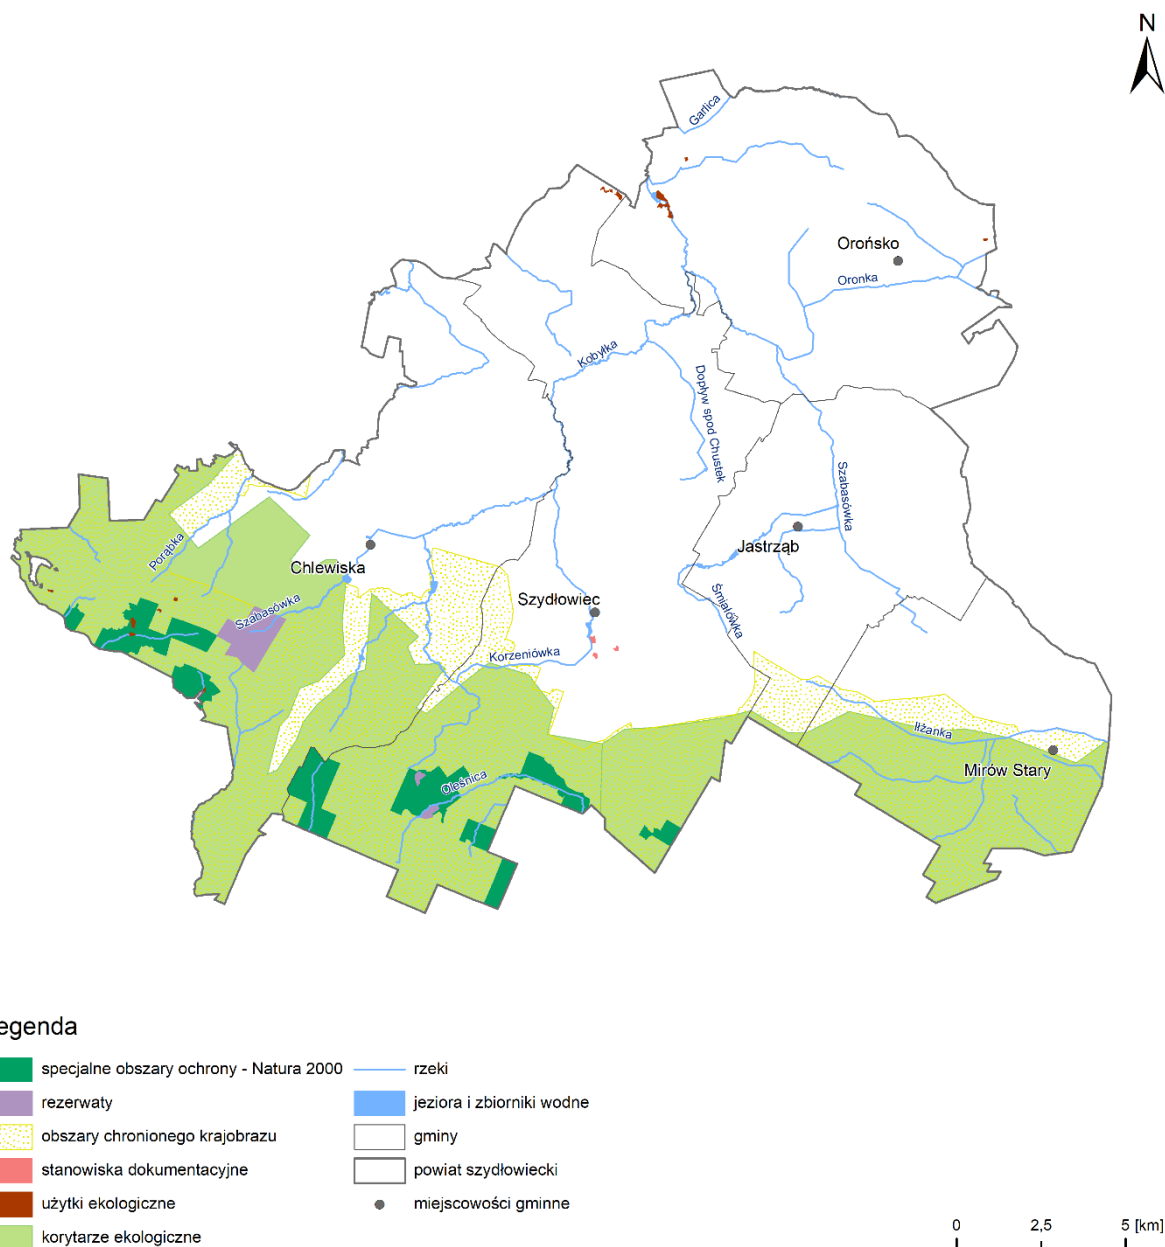 N
Garlica
Orońsko
Oronka
Kobyłka
Dopływ spod Chustek
Szabasówka
Porąbka
Chlewiska
Jastrząb
Szydłowiec
Szabasówka
Śmiałówka
Korzeniówka
Iłżanka
Mirów Stary
Oleśnica
egenda
specjalne obszary ochrony - Natura 2000
rezerwaty
obszary chronionego krajobrazu
stanowiska dokumentacyjne
użytki ekologiczne
korytarze ekologiczne
rzeki
jeziora i zbiorniki wodne
gminy
powiat szydłowiecki
miejscowości gminne
0 2,5 5 [km]